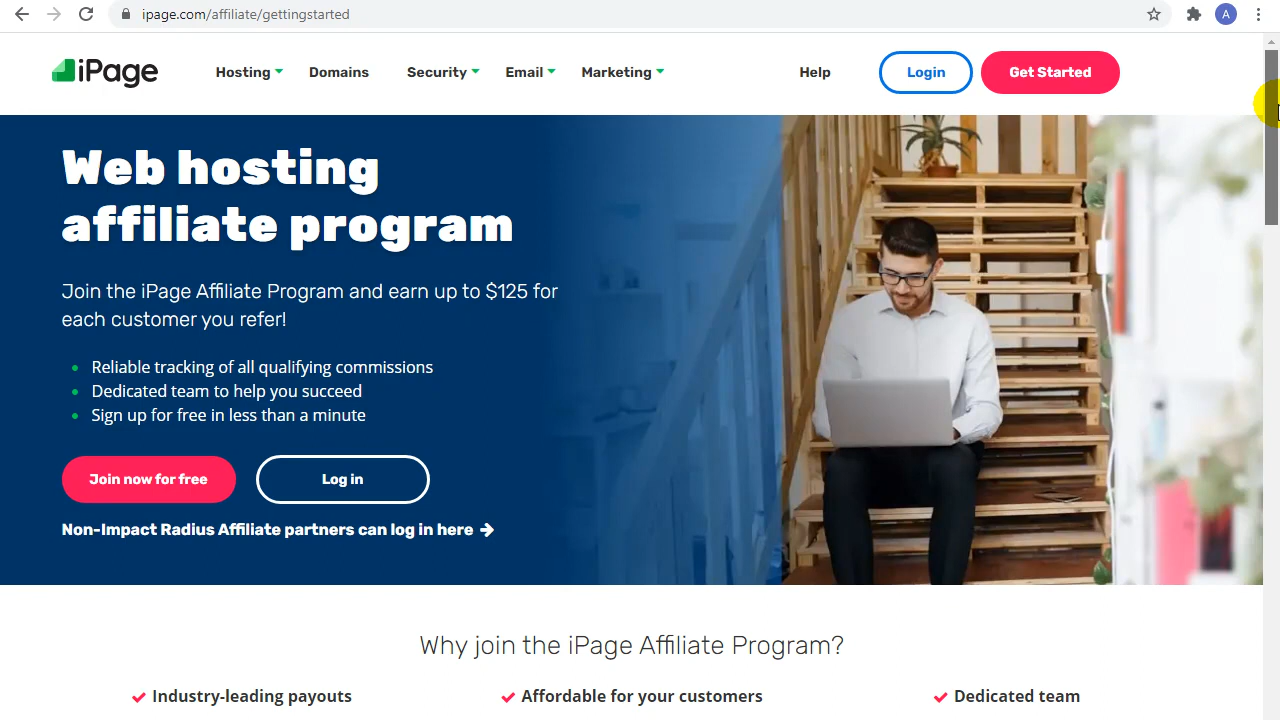 ipage.com/affiliate/gettingstarted
A
iPage
Hosting Domains Security Email Marketing Help Login Get Started
Web hosting
affiliate program
Join the iPage Affiliate Program and earn up to $125 for
each customer you refer!
Reliable tracking of all qualifying commissions
Dedicated team to help you succeed
Sign up for free in less than a minute
Join now for free Log in
Non-Impact Radius Affiliate partners can log in here →
Why join the iPage Affiliate Program?
Industry-leading payouts Affordable for your customers Dedicated team